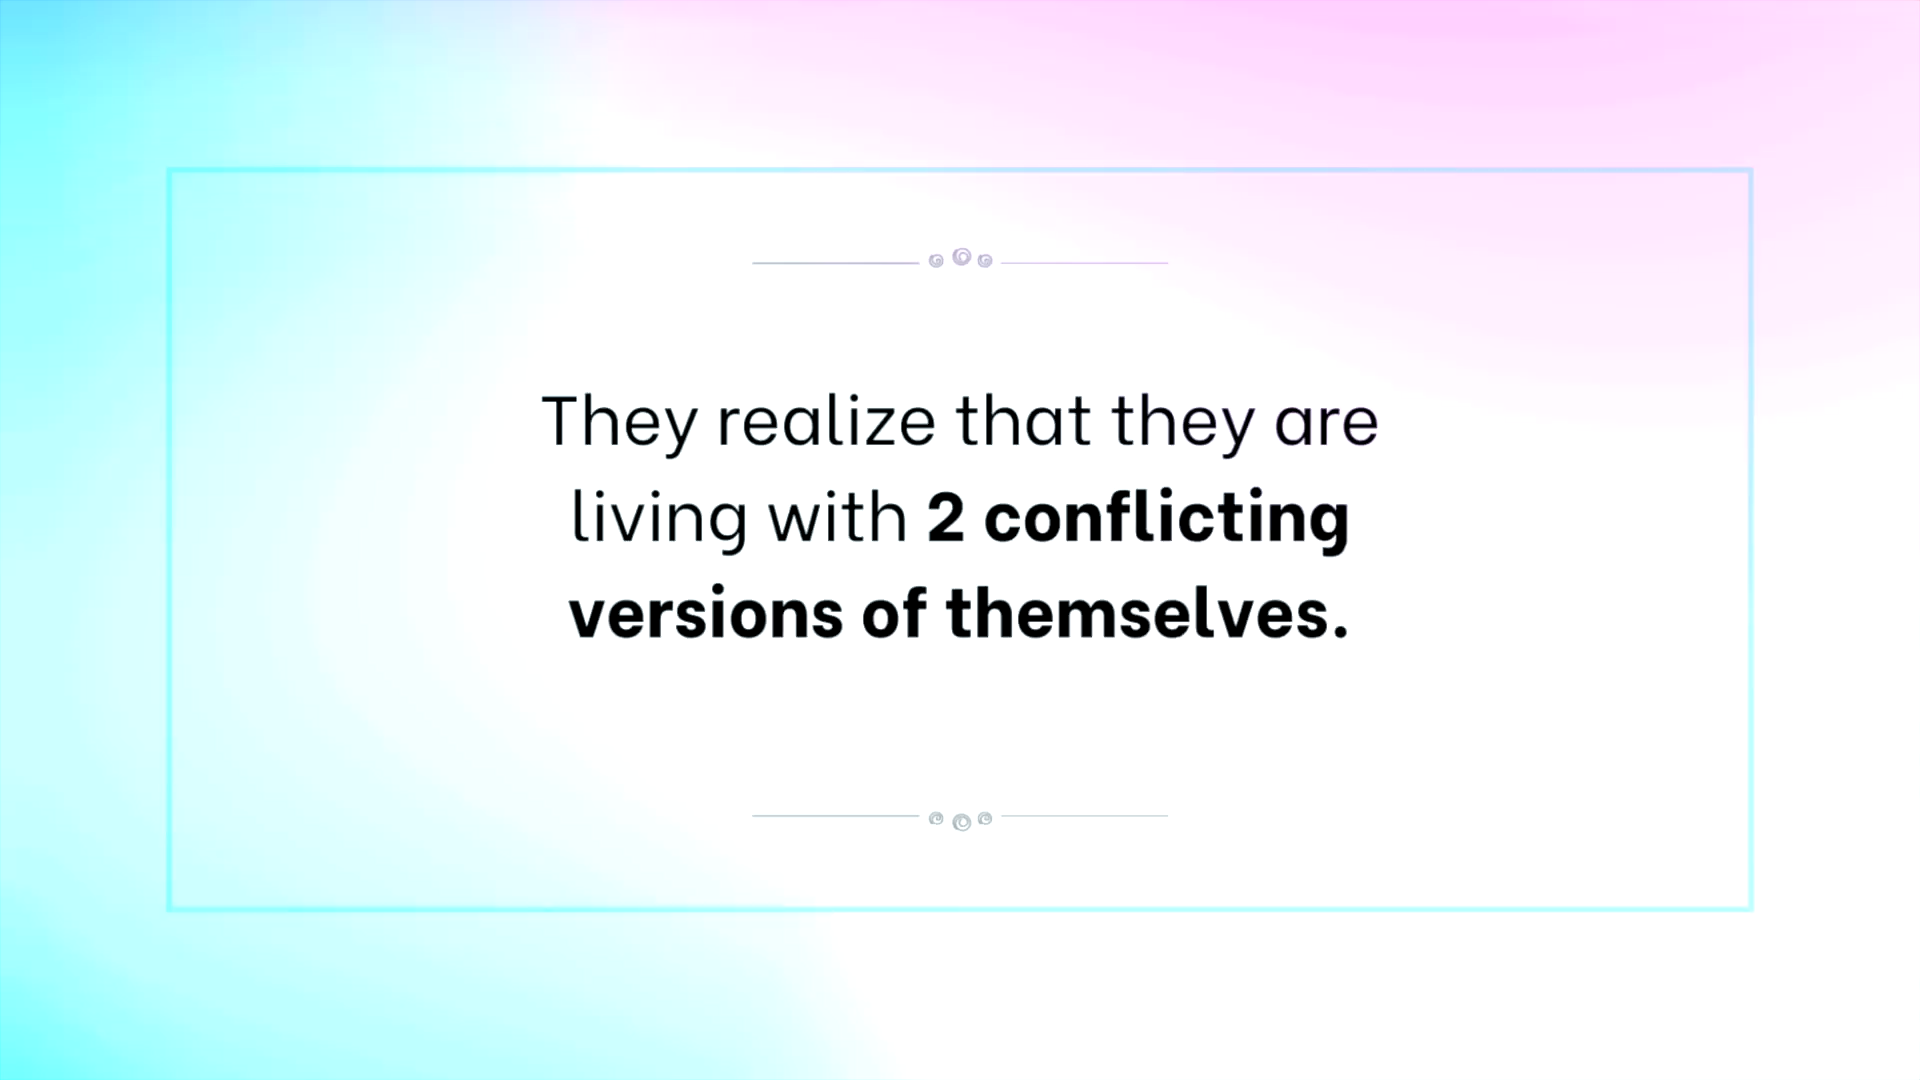 They realize that they are
living with 2 conflicting
versions of themselves.